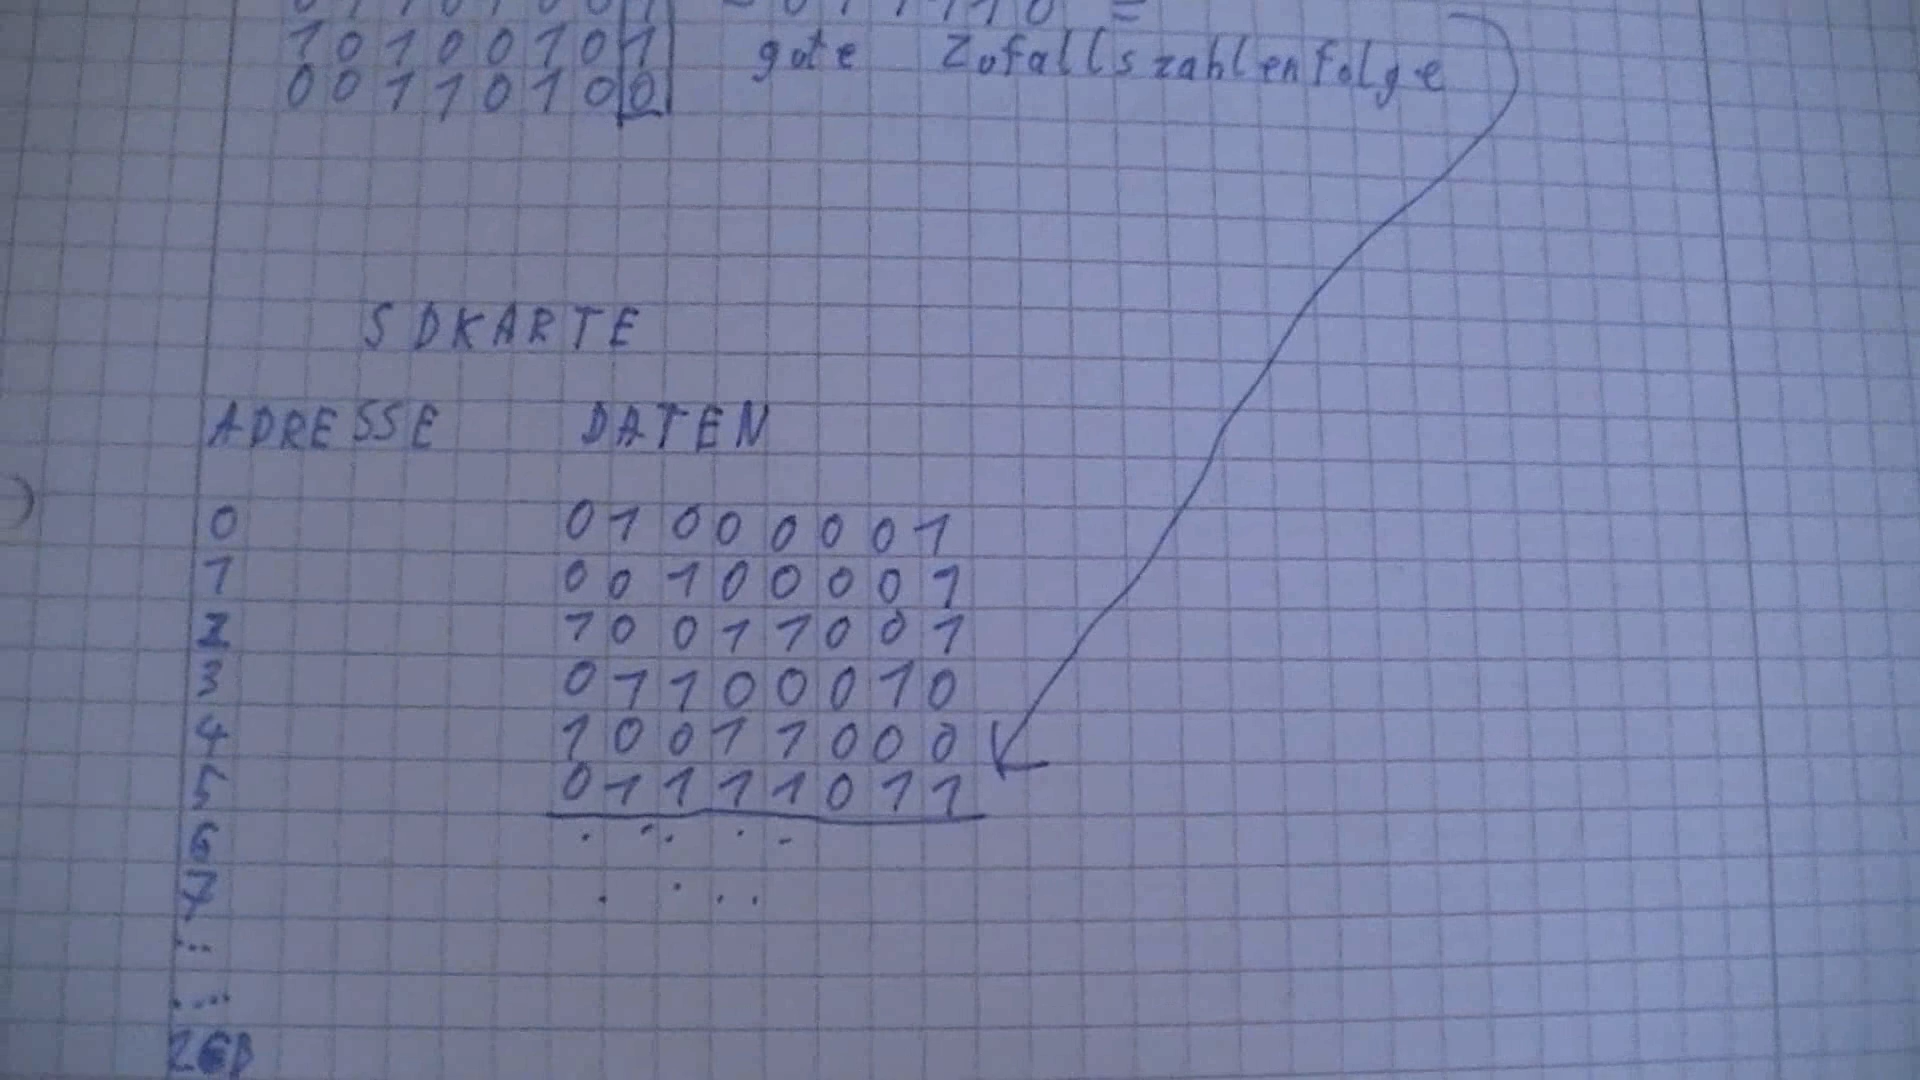 10100101 gute Zufallszahlenfolge
00110100
SDKARTE
ADRESSE DATEN
0 01000001
1 00100001
2 10011001
3 01100010
4 10011000
5 01111011
6
7
2GB